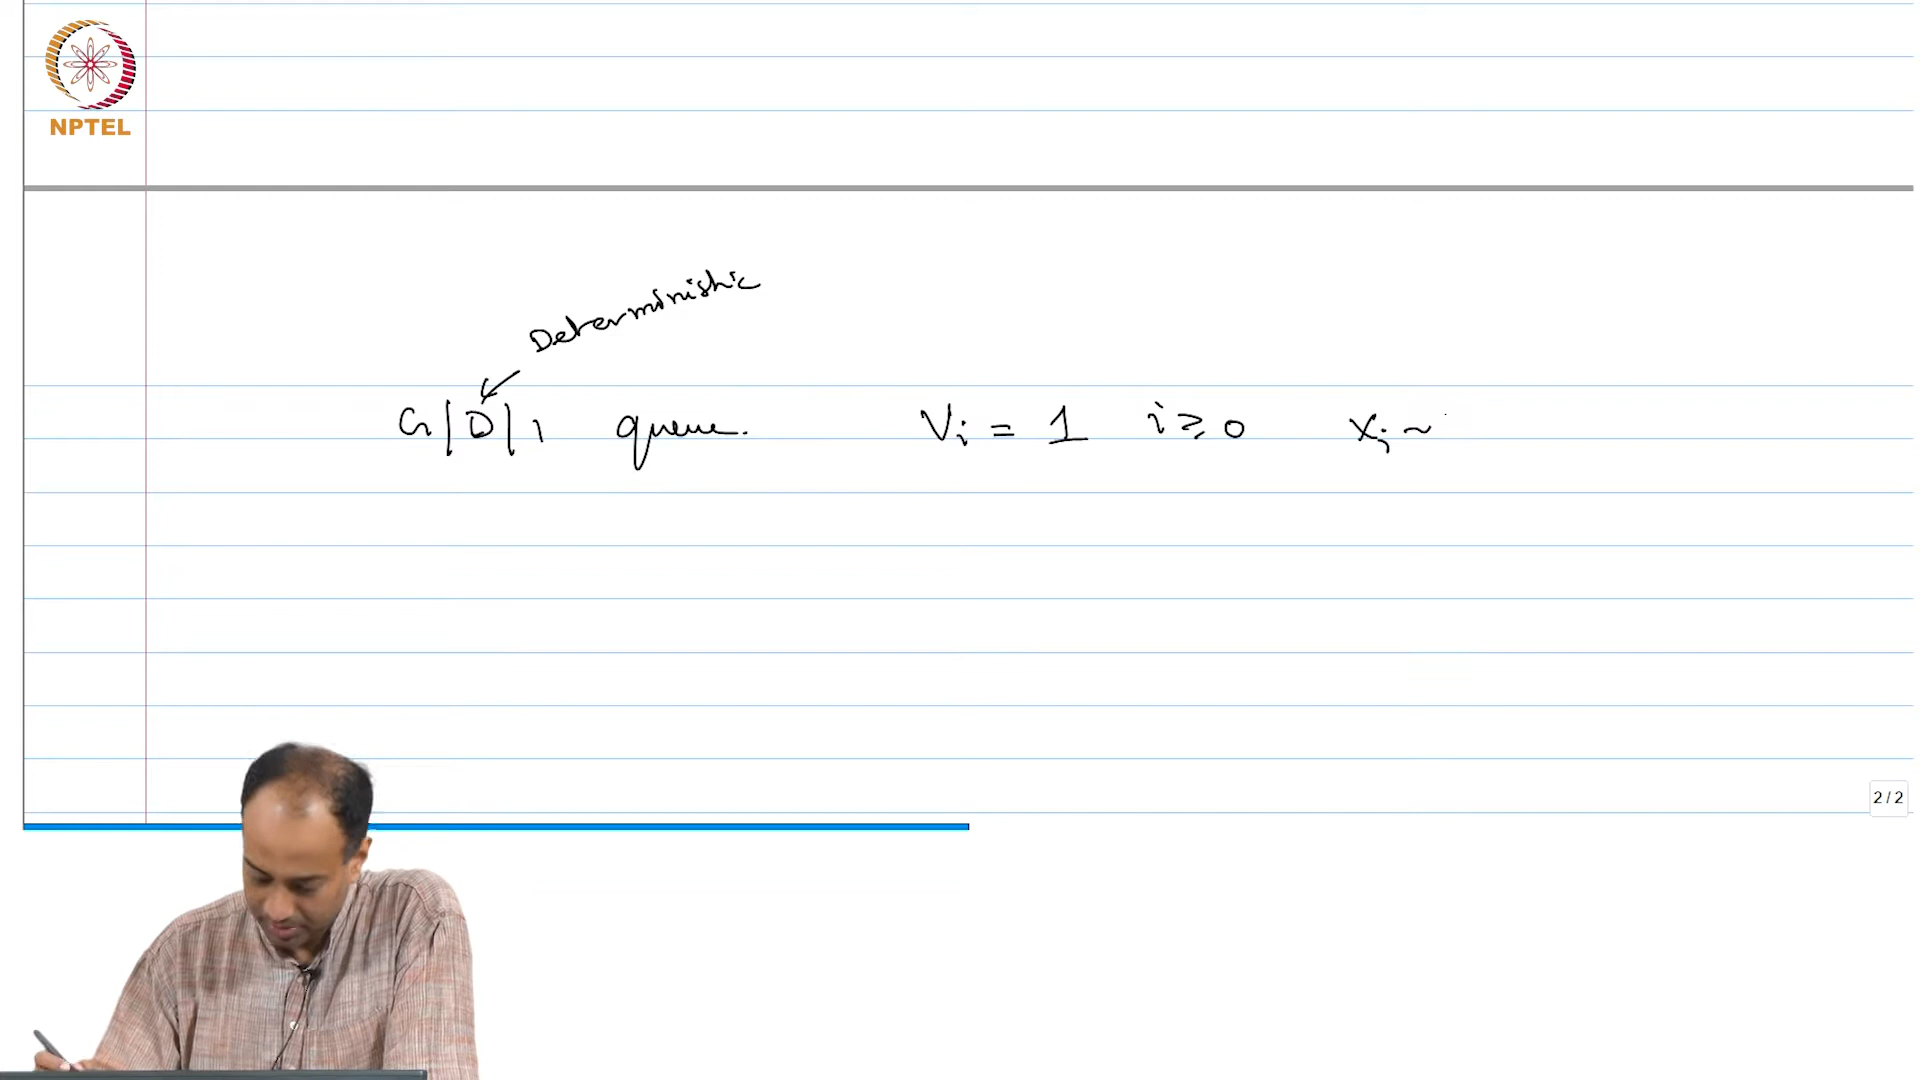 NPTEL
Deterministic
G|D|1 queue. Vi = 1 i ≥ 0 Xi ~
2 / 2